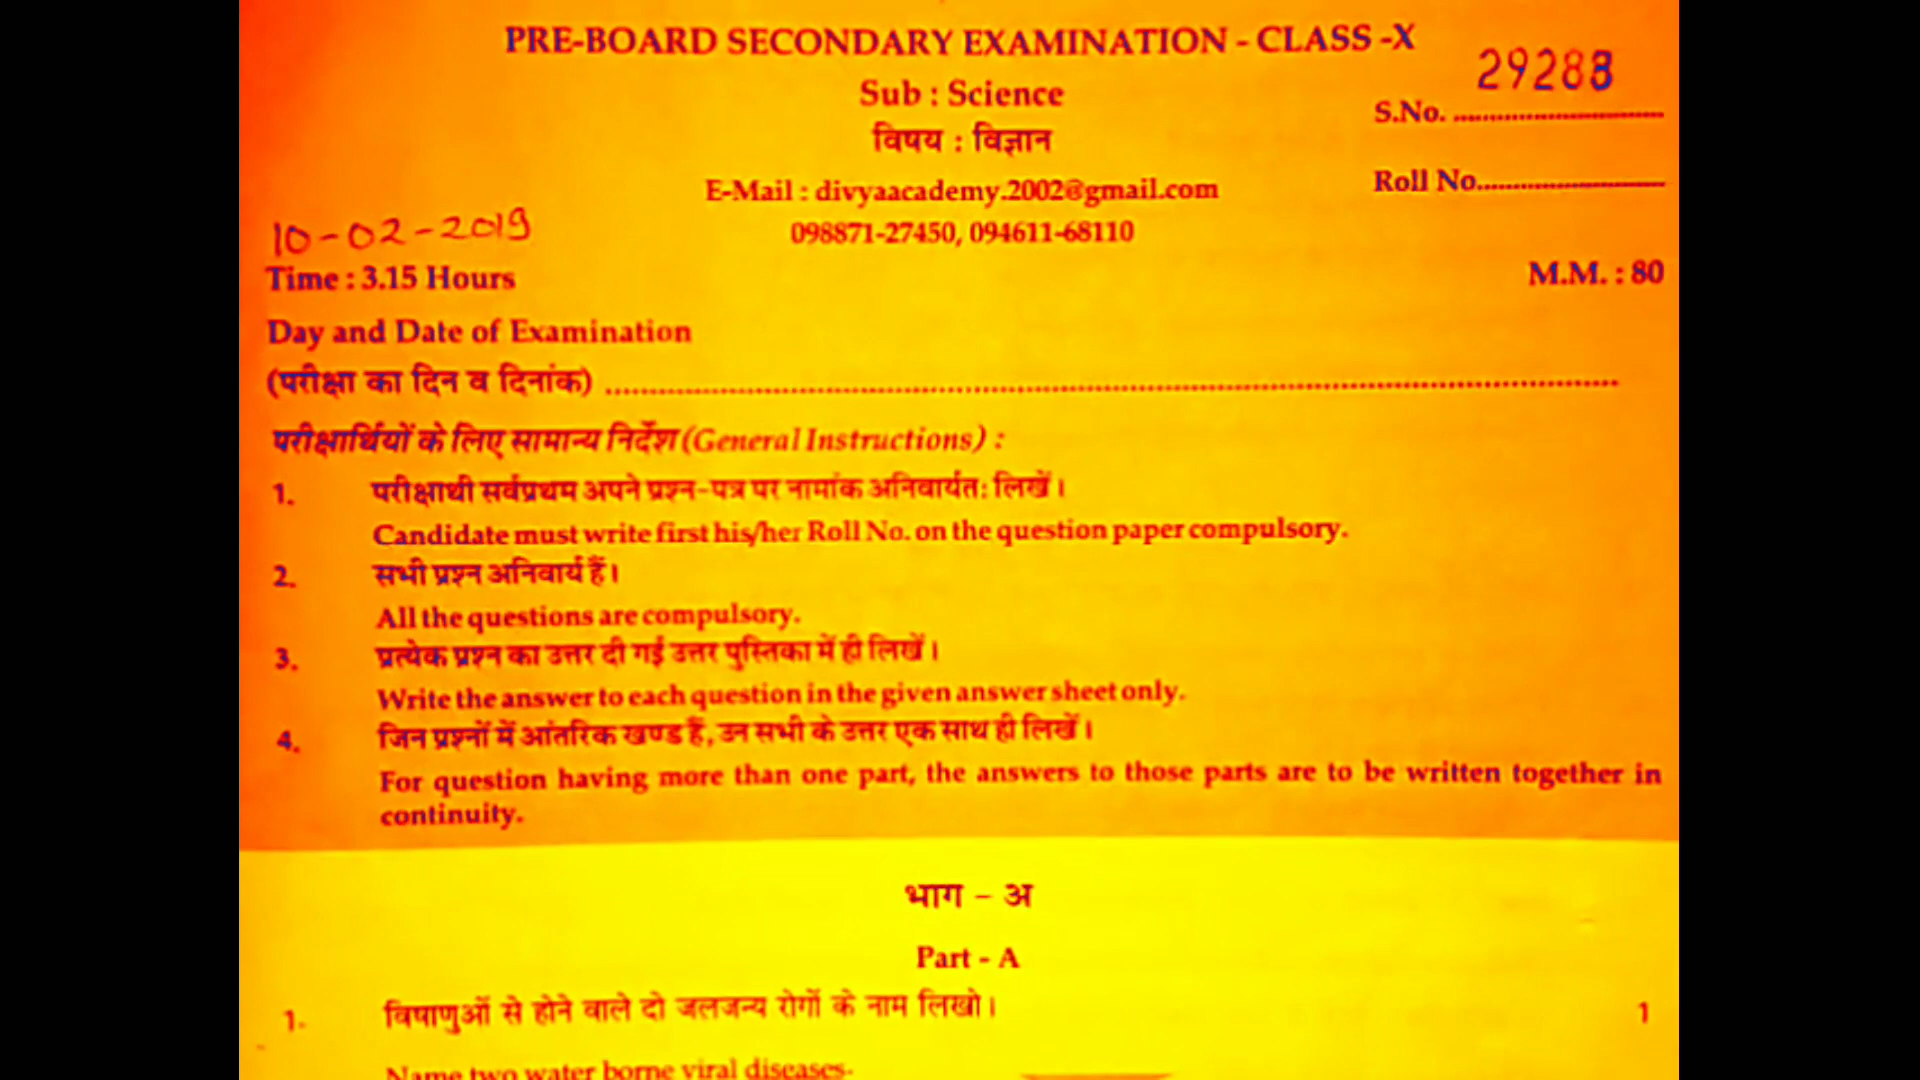 PRE-BOARD SECONDARY EXAMINATION - CLASS -X
Sub : Science
विषय : विज्ञान
S.No. ..............................
Roll No..............................
E-Mail : divyaacademy.2002@gmail.com
098871-27450, 094611-68110
10-02-2019
Time : 3.15 Hours
M.M. : 80
Day and Date of Examination
(परीक्षा का दिन व दिनांक) ..............................
परीक्षार्थियों के लिए सामान्य निर्देश (General Instructions) :
1. परीक्षार्थी सर्वप्रथम अपने प्रश्न-पत्र पर नामांक अनिवार्यत: लिखें।
Candidate must write first his/her Roll No. on the question paper compulsory.
2. सभी प्रश्न अनिवार्य हैं।
All the questions are compulsory.
3. प्रत्येक प्रश्न का उत्तर दी गई उत्तर पुस्तिका में ही लिखें।
Write the answer to each question in the given answer sheet only.
4. जिन प्रश्नों में आंतरिक खण्ड हैं, उन सभी के उत्तर एक साथ ही लिखें।
For question having more than one part, the answers to those parts are to be written together in
continuity.
भाग - अ
Part - A
1. विषाणुओं से होने वाले दो जलजन्य रोगों के नाम लिखो। 1
Name two water borne viral diseases-